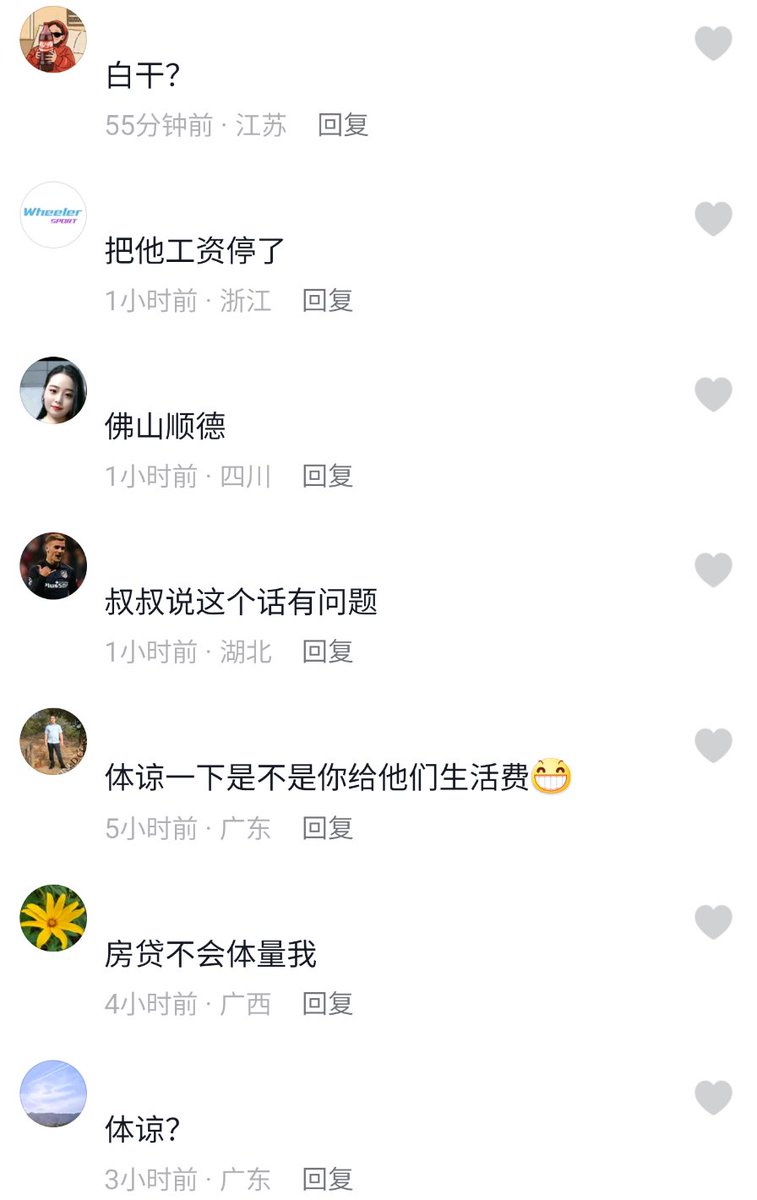 白干?
55分钟前 · 江苏 回复
Wheeler
SPORT
把他工资停了
1小时前 · 浙江 回复
佛山顺德
1小时前 · 四川 回复
叔叔说这个话有问题
1小时前 · 湖北 回复
体谅一下是不是你给他们生活费😁
5小时前 · 广东 回复
房贷不会体量我
4小时前 · 广西 回复
体谅?
3小时前 · 广东 回复